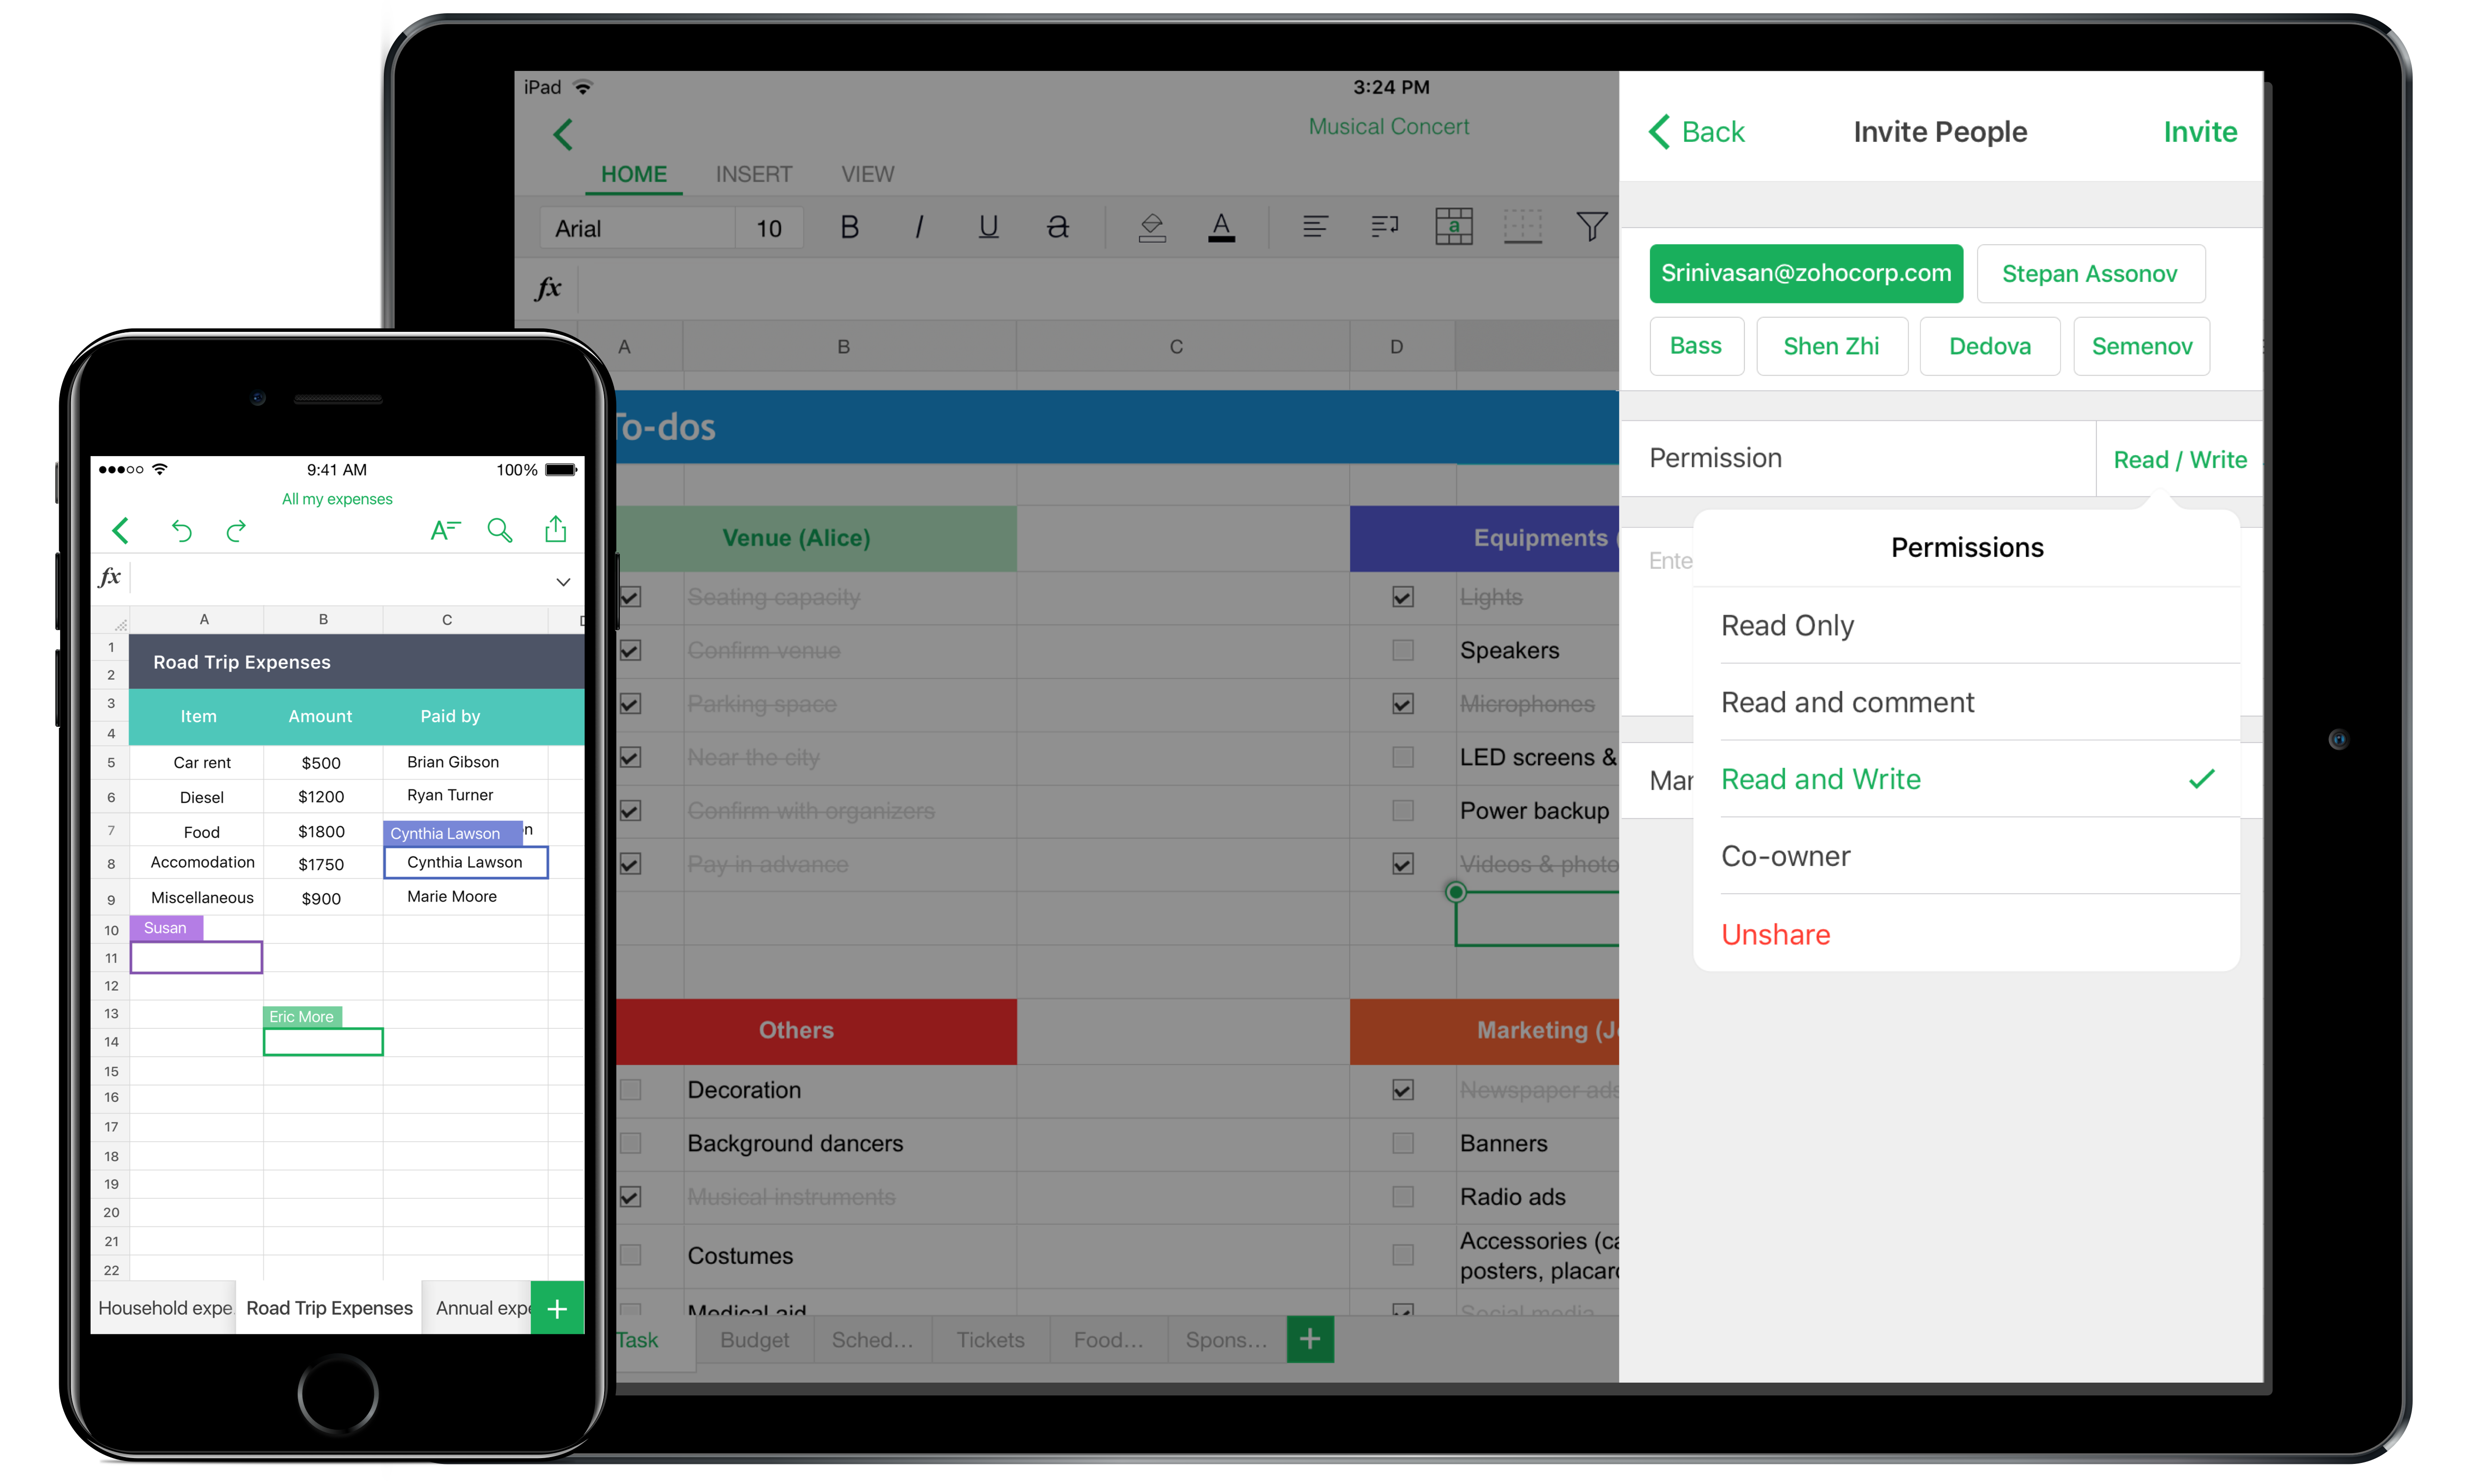 iPad
3:24 PM
Musical Concert
HOME INSERT VIEW
Arial 10 B I U a A a
fx
A B C D
To-dos
Venue (Alice) Equipments (
Seating capacity Lights
Confirm venue Speakers
Parking space Microphones
Near the city LED screens &
Confirm with organizers Power backup
Pay in advance Videos & photo
Others Marketing (J
Decoration Newspaper ads
Background dancers Banners
Musical instruments Radio ads
Costumes Accessories (ca
posters, placar
Medical aid Social media
Task Budget Sched... Tickets Food... Spons... +
Back Invite People Invite
Srinivasan@zohocorp.com Stepan Assonov
Bass Shen Zhi Dedova Semenov
Permission Read / Write
Ente
Mar
Permissions
Read Only
Read and comment
Read and Write
Co-owner
Unshare
9:41 AM 100%
All my expenses
A
fx
A B C
1
Road Trip Expenses
2
3
Item Amount Paid by
4
5 Car rent $500 Brian Gibson
6 Diesel $1200 Ryan Turner
7 Food $1800 Cynthia Lawson n
8 Accomodation $1750 Cynthia Lawson
9 Miscellaneous $900 Marie Moore
10 Susan
11
12
13 Eric More
14
15
16
17
18
19
20
21
22
Household expe Road Trip Expenses Annual expe +